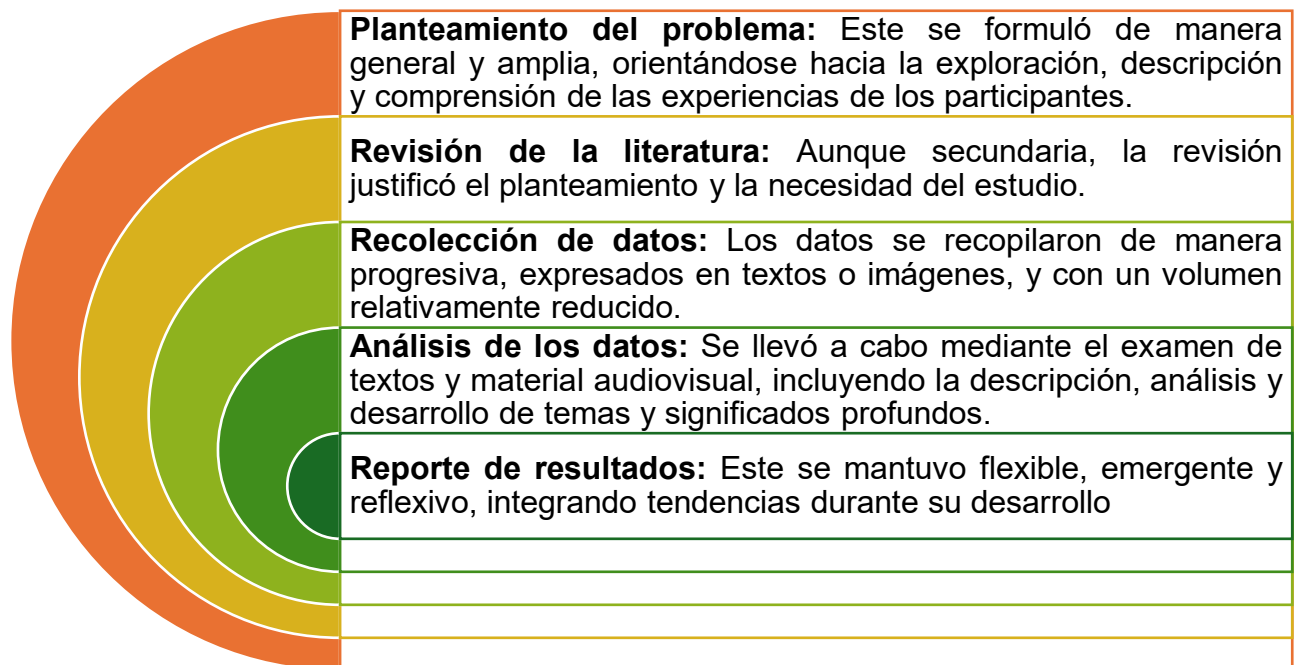 Planteamiento del problema: Este se formuló de manera
general y amplia, orientándose hacia la exploración, descripción
y comprensión de las experiencias de los participantes.
Revisión de la literatura: Aunque secundaria, la revisión
justificó el planteamiento y la necesidad del estudio.
Recolección de datos: Los datos se recopilaron de manera
progresiva, expresados en textos o imágenes, y con un volumen
relativamente reducido.
Análisis de los datos: Se llevó a cabo mediante el examen de
textos y material audiovisual, incluyendo la descripción, análisis y
desarrollo de temas y significados profundos.
Reporte de resultados: Este se mantuvo flexible, emergente y
reflexivo, integrando tendencias durante su desarrollo